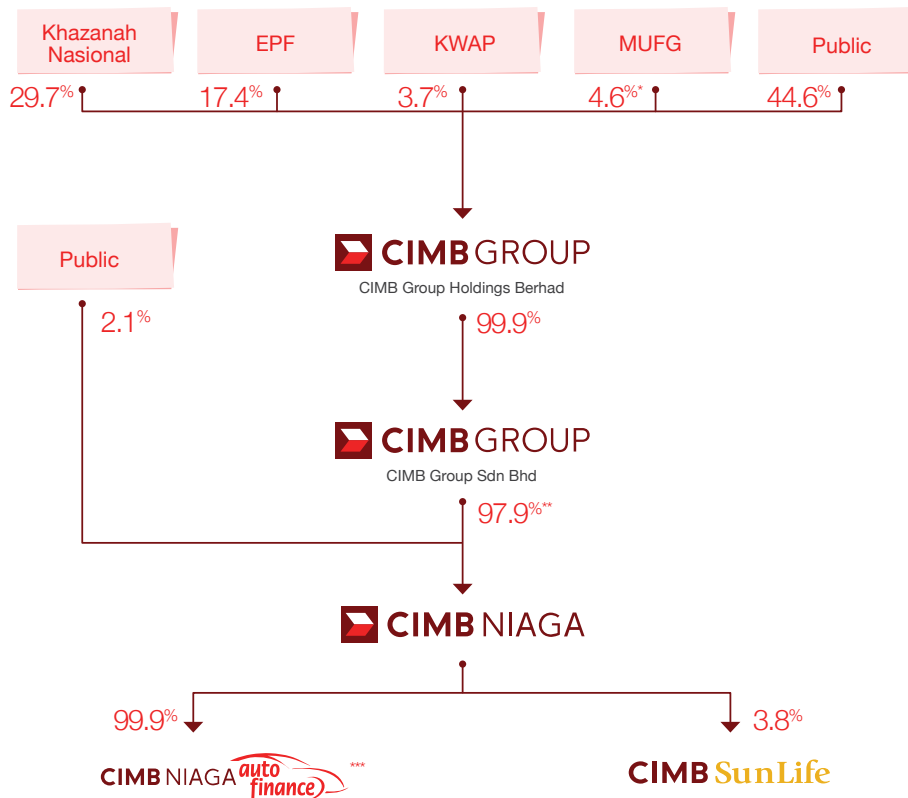 Khazanah
Nasional
EPF
KWAP
MUFG
Public
29.7%
17.4%
3.7%
4.6%*
44.6%
CIMB GROUP
CIMB Group Holdings Berhad
Public
2.1%
99.9%
CIMB GROUP
CIMB Group Sdn Bhd
97.9%**
CIMB NIAGA
99.9%
3.8%
CIMB NIAGA auto finance ***
CIMB Sun Life